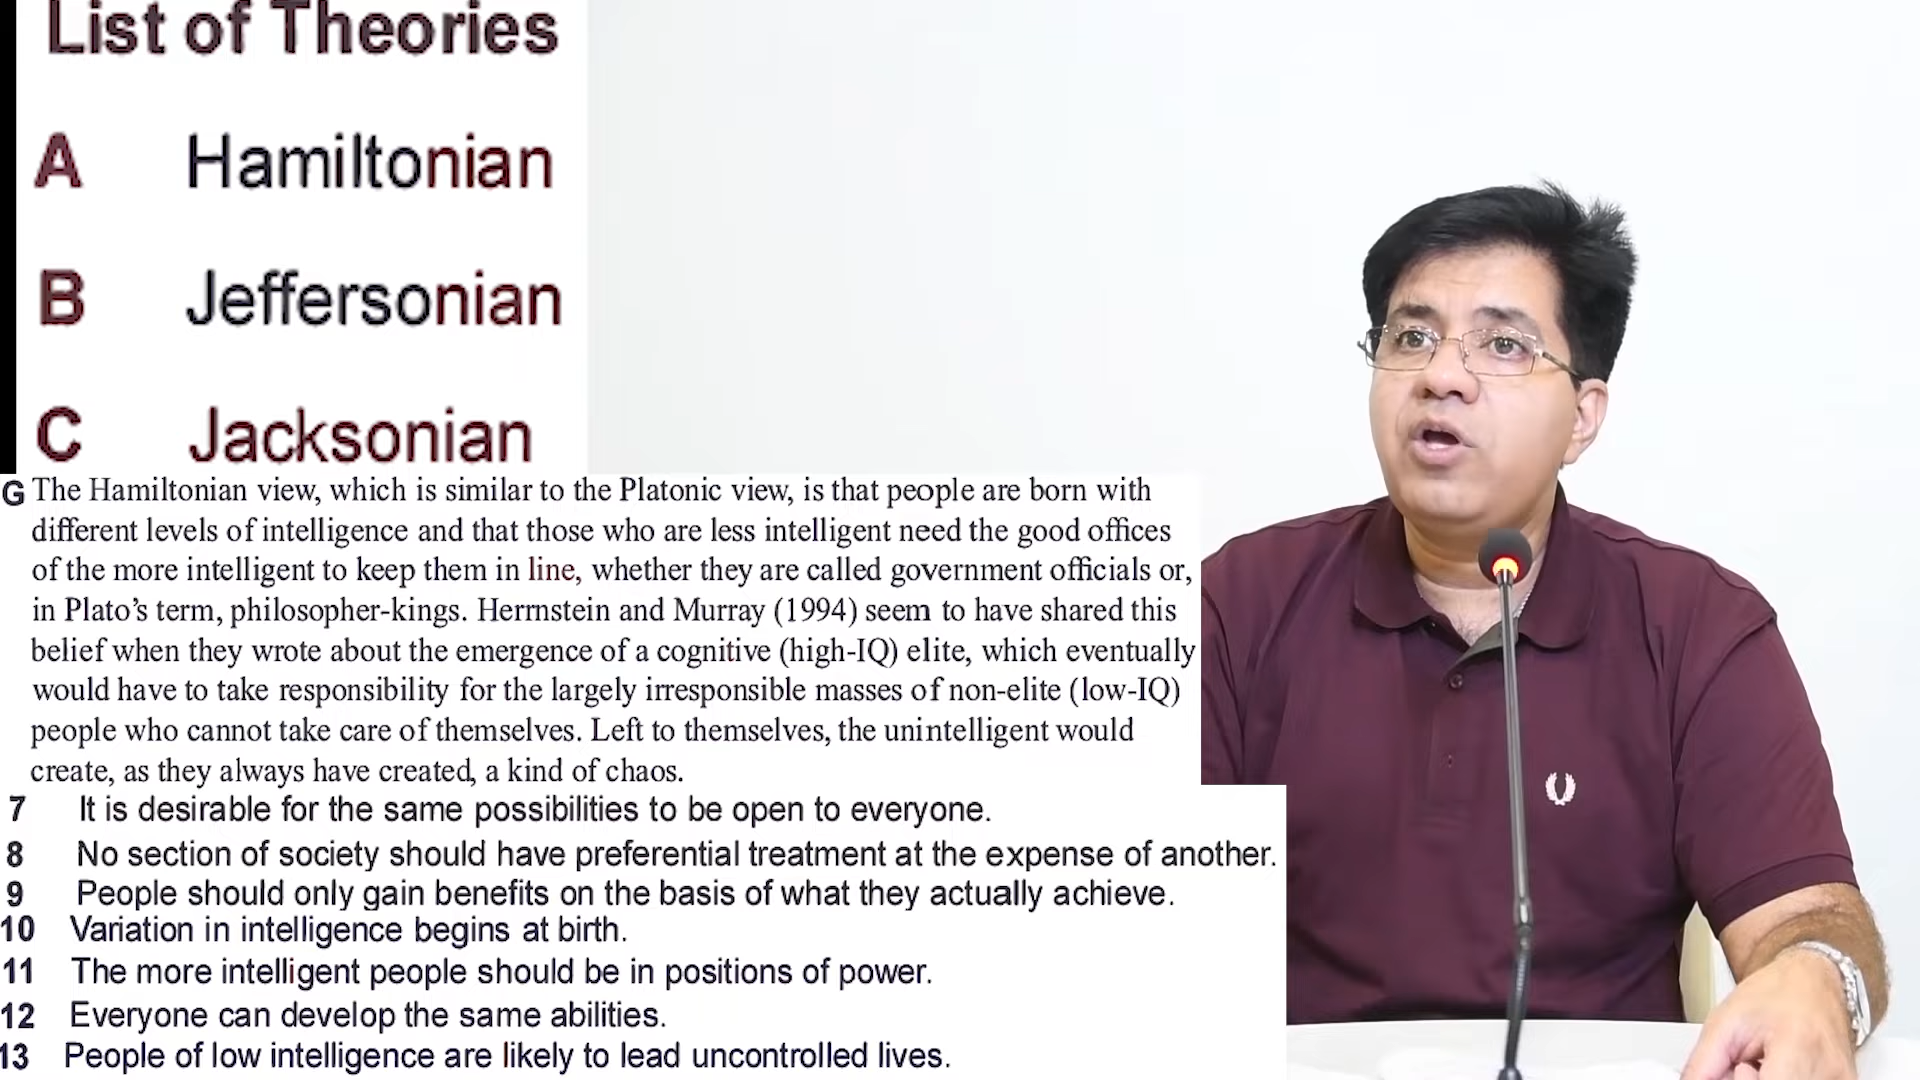 List of Theories
A Hamiltonian
B Jeffersonian
C Jacksonian
G The Hamiltonian view, which is similar to the Platonic view, is that people are born with
different levels of intelligence and that those who are less intelligent need the good offices
of the more intelligent to keep them in line, whether they are called government officials or,
in Plato’s term, philosopher-kings. Herrnstein and Murray (1994) seem to have shared this
belief when they wrote about the emergence of a cognitive (high-IQ) elite, which eventually
would have to take responsibility for the largely irresponsible masses of non-elite (low-IQ)
people who cannot take care of themselves. Left to themselves, the unintelligent would
create, as they always have created, a kind of chaos.
7 It is desirable for the same possibilities to be open to everyone.
8 No section of society should have preferential treatment at the expense of another.
9 People should only gain benefits on the basis of what they actually achieve.
10 Variation in intelligence begins at birth.
11 The more intelligent people should be in positions of power.
12 Everyone can develop the same abilities.
13 People of low intelligence are likely to lead uncontrolled lives.